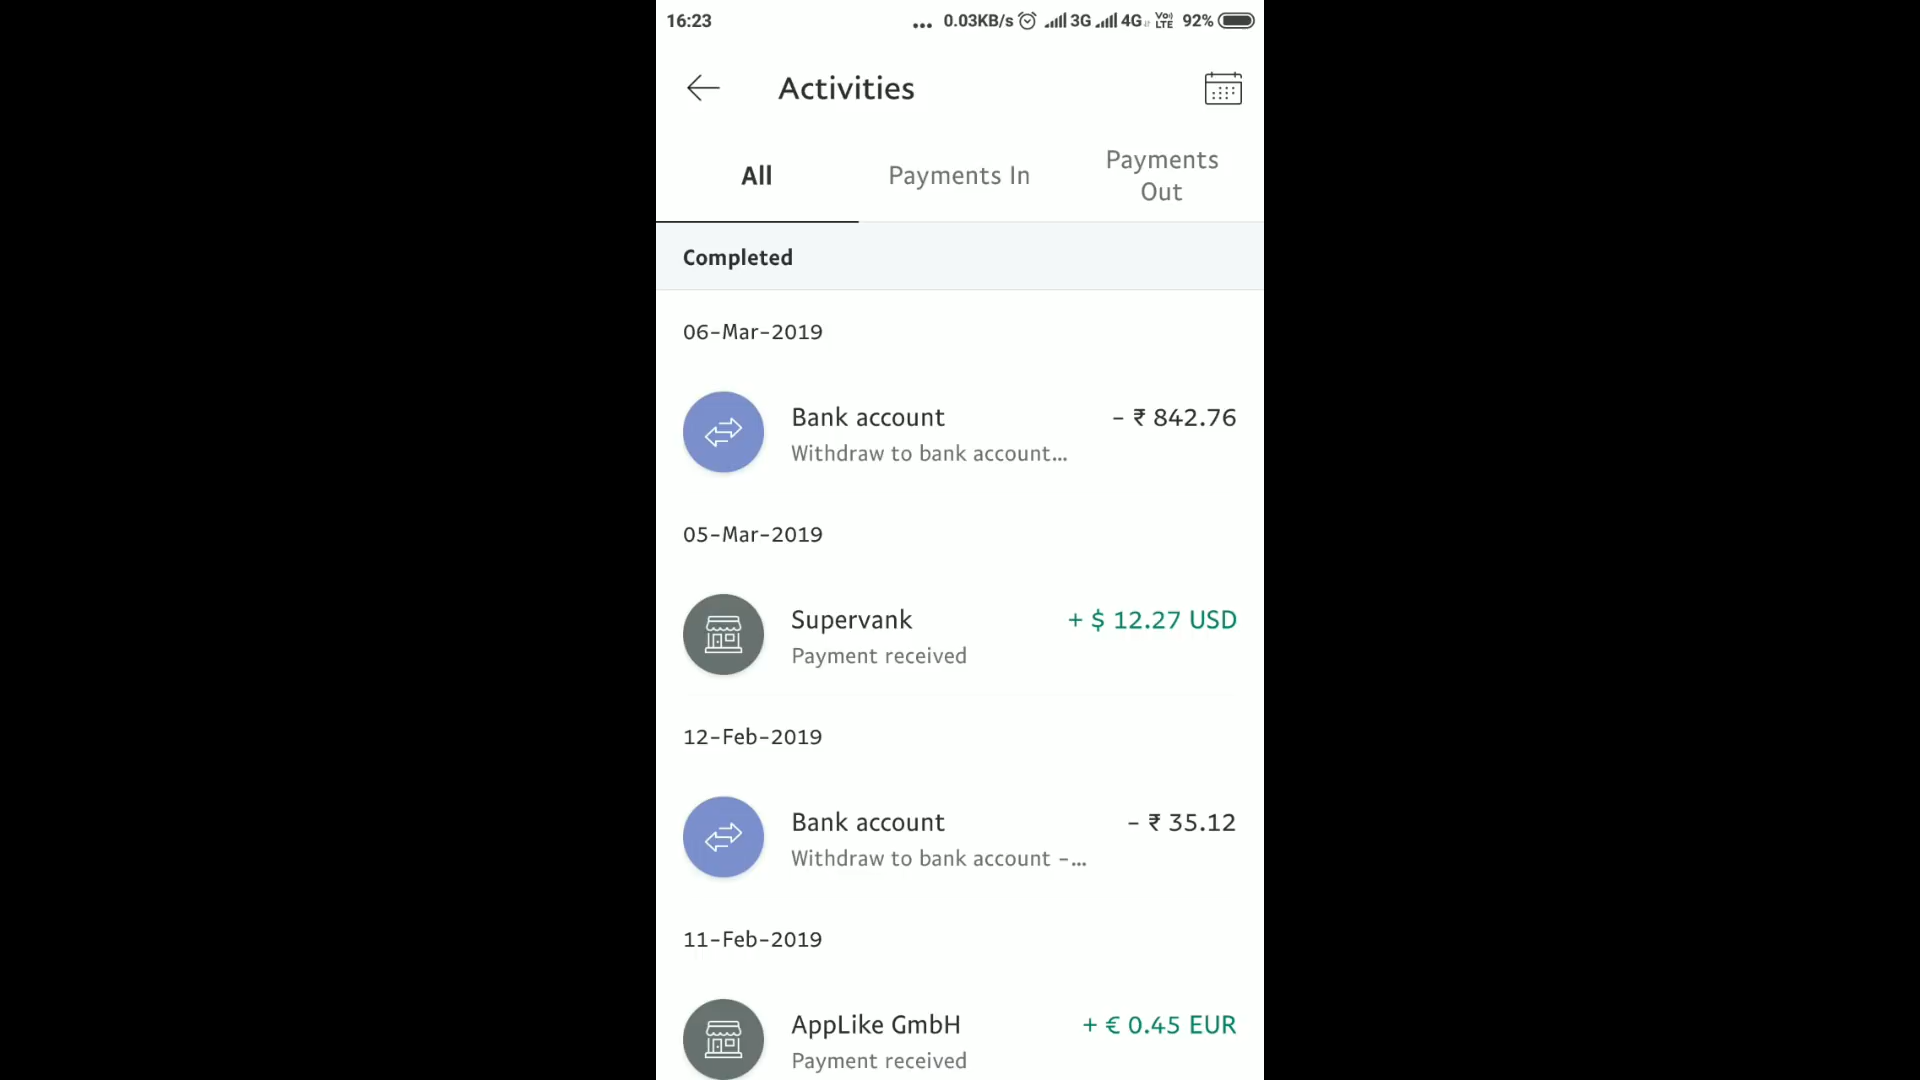 16:23 ... 0.03KB/s 3G 4G VoLTE 92%
Activities
All
Payments In
Payments
Out
Completed
06-Mar-2019
Bank account - ₹ 842.76
Withdraw to bank account...
05-Mar-2019
Supervank + $ 12.27 USD
Payment received
12-Feb-2019
Bank account - ₹ 35.12
Withdraw to bank account -...
11-Feb-2019
AppLike GmbH + € 0.45 EUR
Payment received